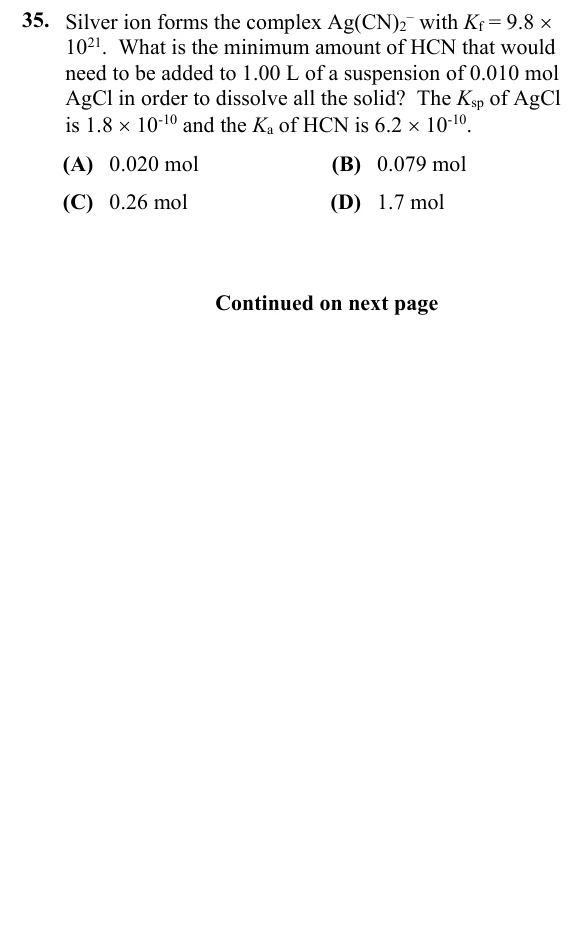 35. Silver ion forms the complex Ag(CN)₂⁻ with Kf = 9.8 ×
10²¹. What is the minimum amount of HCN that would
need to be added to 1.00 L of a suspension of 0.010 mol
AgCl in order to dissolve all the solid? The Ksp of AgCl
is 1.8 × 10⁻¹⁰ and the Ka of HCN is 6.2 × 10⁻¹⁰.
(A) 0.020 mol (B) 0.079 mol
(C) 0.26 mol (D) 1.7 mol
Continued on next page